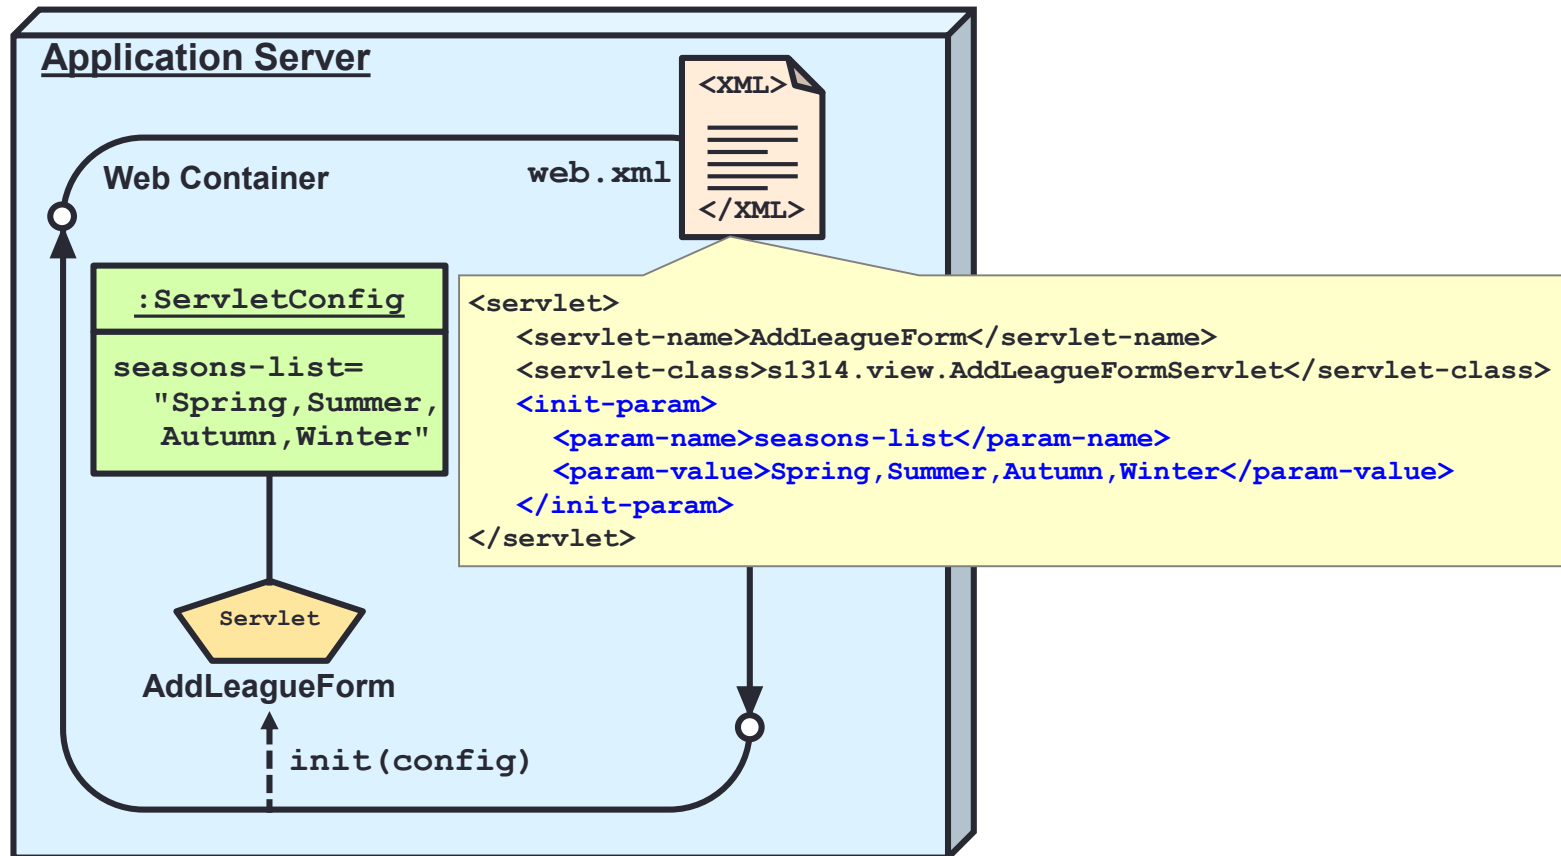 Application Server
<XML>
</XML>
Web Container
web.xml
:ServletConfig
seasons-list=
"Spring,Summer,
Autumn,Winter"
<servlet>
<servlet-name>AddLeagueForm</servlet-name>
<servlet-class>s1314.view.AddLeagueFormServlet</servlet-class>
<init-param>
<param-name>seasons-list</param-name>
<param-value>Spring,Summer,Autumn,Winter</param-value>
</init-param>
</servlet>
Servlet
AddLeagueForm
init(config)